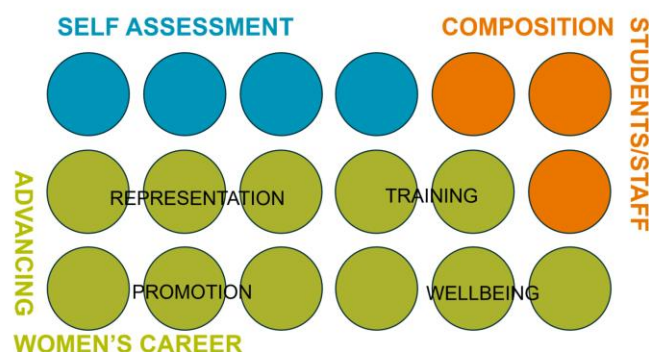 SELF ASSESSMENT
COMPOSITION
STUDENTS/STAFF
REPRESENTATION
TRAINING
ADVANCING
PROMOTION
WELLBEING
WOMEN'S CAREER